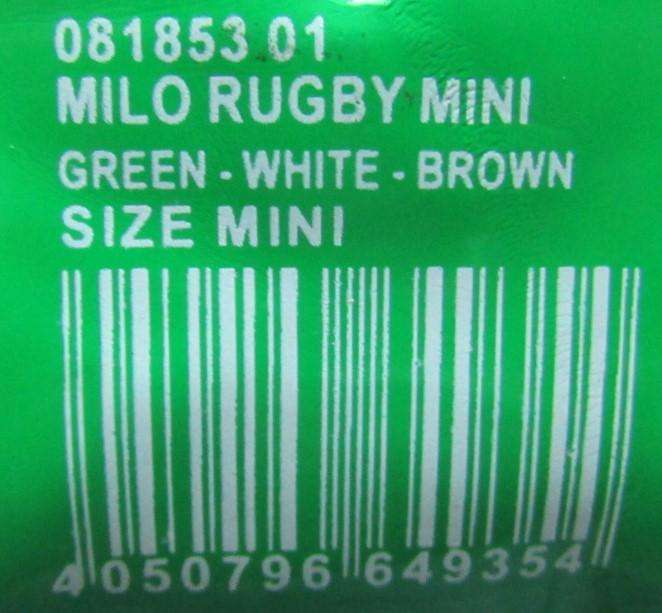 081853 01
MILO RUGBY MINI
GREEN - WHITE - BROWN
SIZE MINI
4 050796 649354